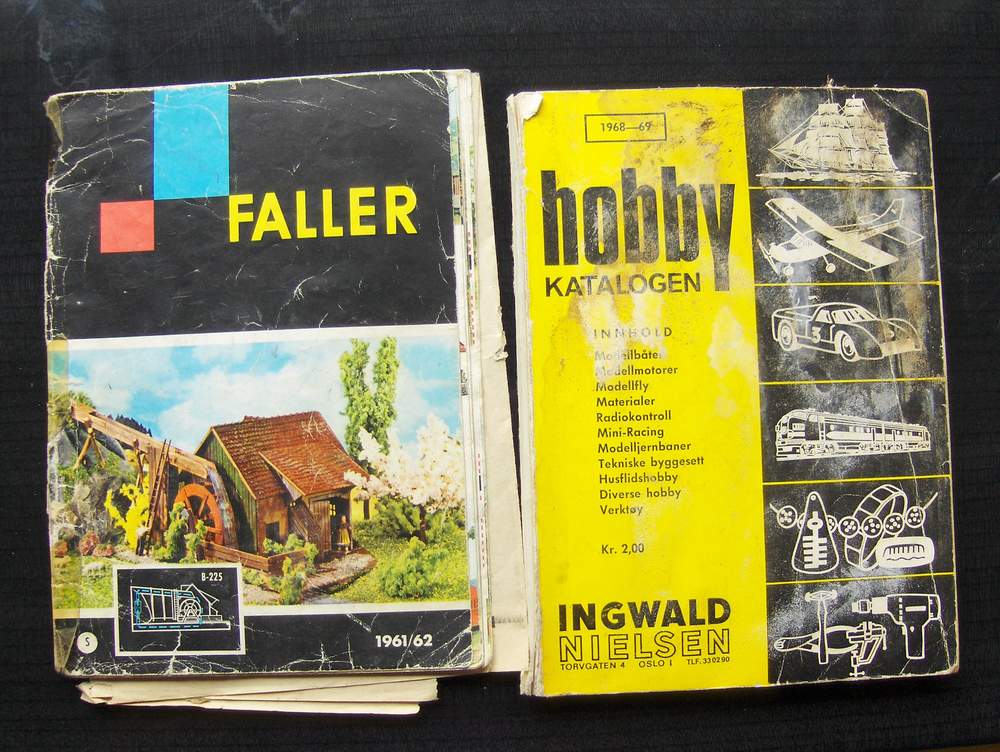 FALLER
B-225
S
1961/62
1968—69
hobby
KATALOGEN
INNHOLD
Modellbåter
Modellmotorer
Modellfly
Materialer
Radiokontroll
Mini-Racing
Modelljernbaner
Tekniske byggesett
Husflidshobby
Diverse hobby
Verktøy
Kr. 2,00
3
INGWALD
NIELSEN
TORVGATEN 4 OSLO 1 TLF. 33 02 90